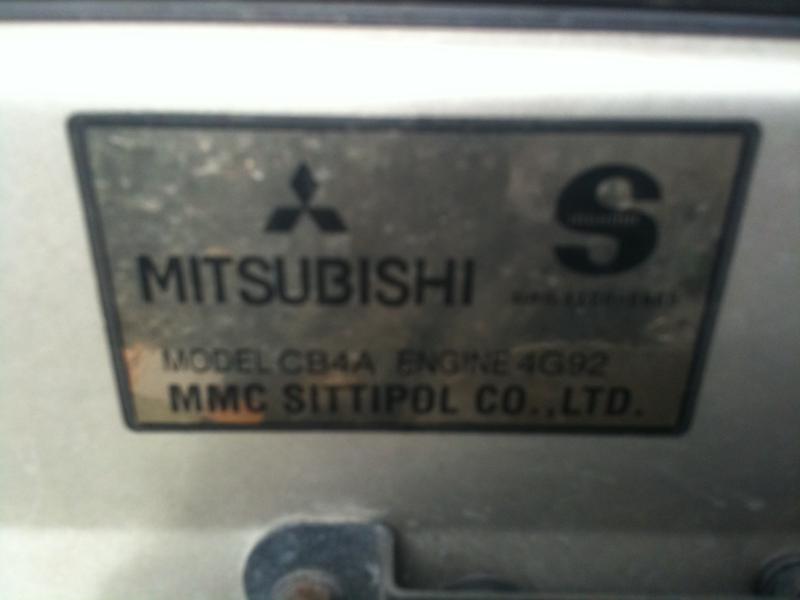 S
MITSUBISHI
MODEL CB4A ENGINE 4G92
MMC SITTIPOL CO.,LTD.